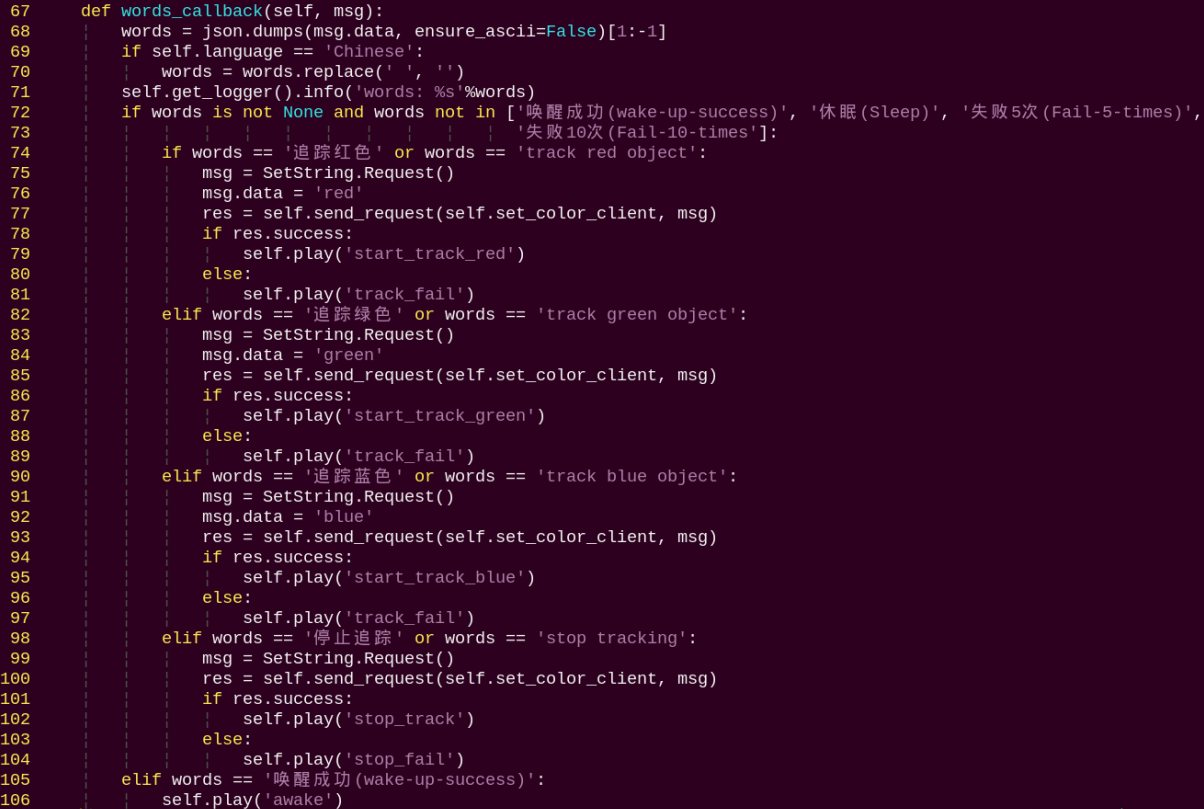 67     def words_callback(self, msg):
68         words = json.dumps(msg.data, ensure_ascii=False)[1:-1]
69         if self.language == 'Chinese':
70             words = words.replace(' ', '')
71         self.get_logger().info('words: %s'%words)
72         if words is not None and words not in ['唤醒成功(wake-up-success)', '休眠(Sleep)', '失败5次(Fail-5-times)',
73                                                '失败10次(Fail-10-times']:
74             if words == '追踪红色' or words == 'track red object':
75                 msg = SetString.Request()
76                 msg.data = 'red'
77                 res = self.send_request(self.set_color_client, msg)
78                 if res.success:
79                     self.play('start_track_red')
80                 else:
81                     self.play('track_fail')
82             elif words == '追踪绿色' or words == 'track green object':
83                 msg = SetString.Request()
84                 msg.data = 'green'
85                 res = self.send_request(self.set_color_client, msg)
86                 if res.success:
87                     self.play('start_track_green')
88                 else:
89                     self.play('track_fail')
90             elif words == '追踪蓝色' or words == 'track blue object':
91                 msg = SetString.Request()
92                 msg.data = 'blue'
93                 res = self.send_request(self.set_color_client, msg)
94                 if res.success:
95                     self.play('start_track_blue')
96                 else:
97                     self.play('track_fail')
98             elif words == '停止追踪' or words == 'stop tracking':
99                 msg = SetString.Request()
100                 res = self.send_request(self.set_color_client, msg)
101                 if res.success:
102                     self.play('stop_track')
103                 else:
104                     self.play('stop_fail')
105         elif words == '唤醒成功(wake-up-success)':
106             self.play('awake')